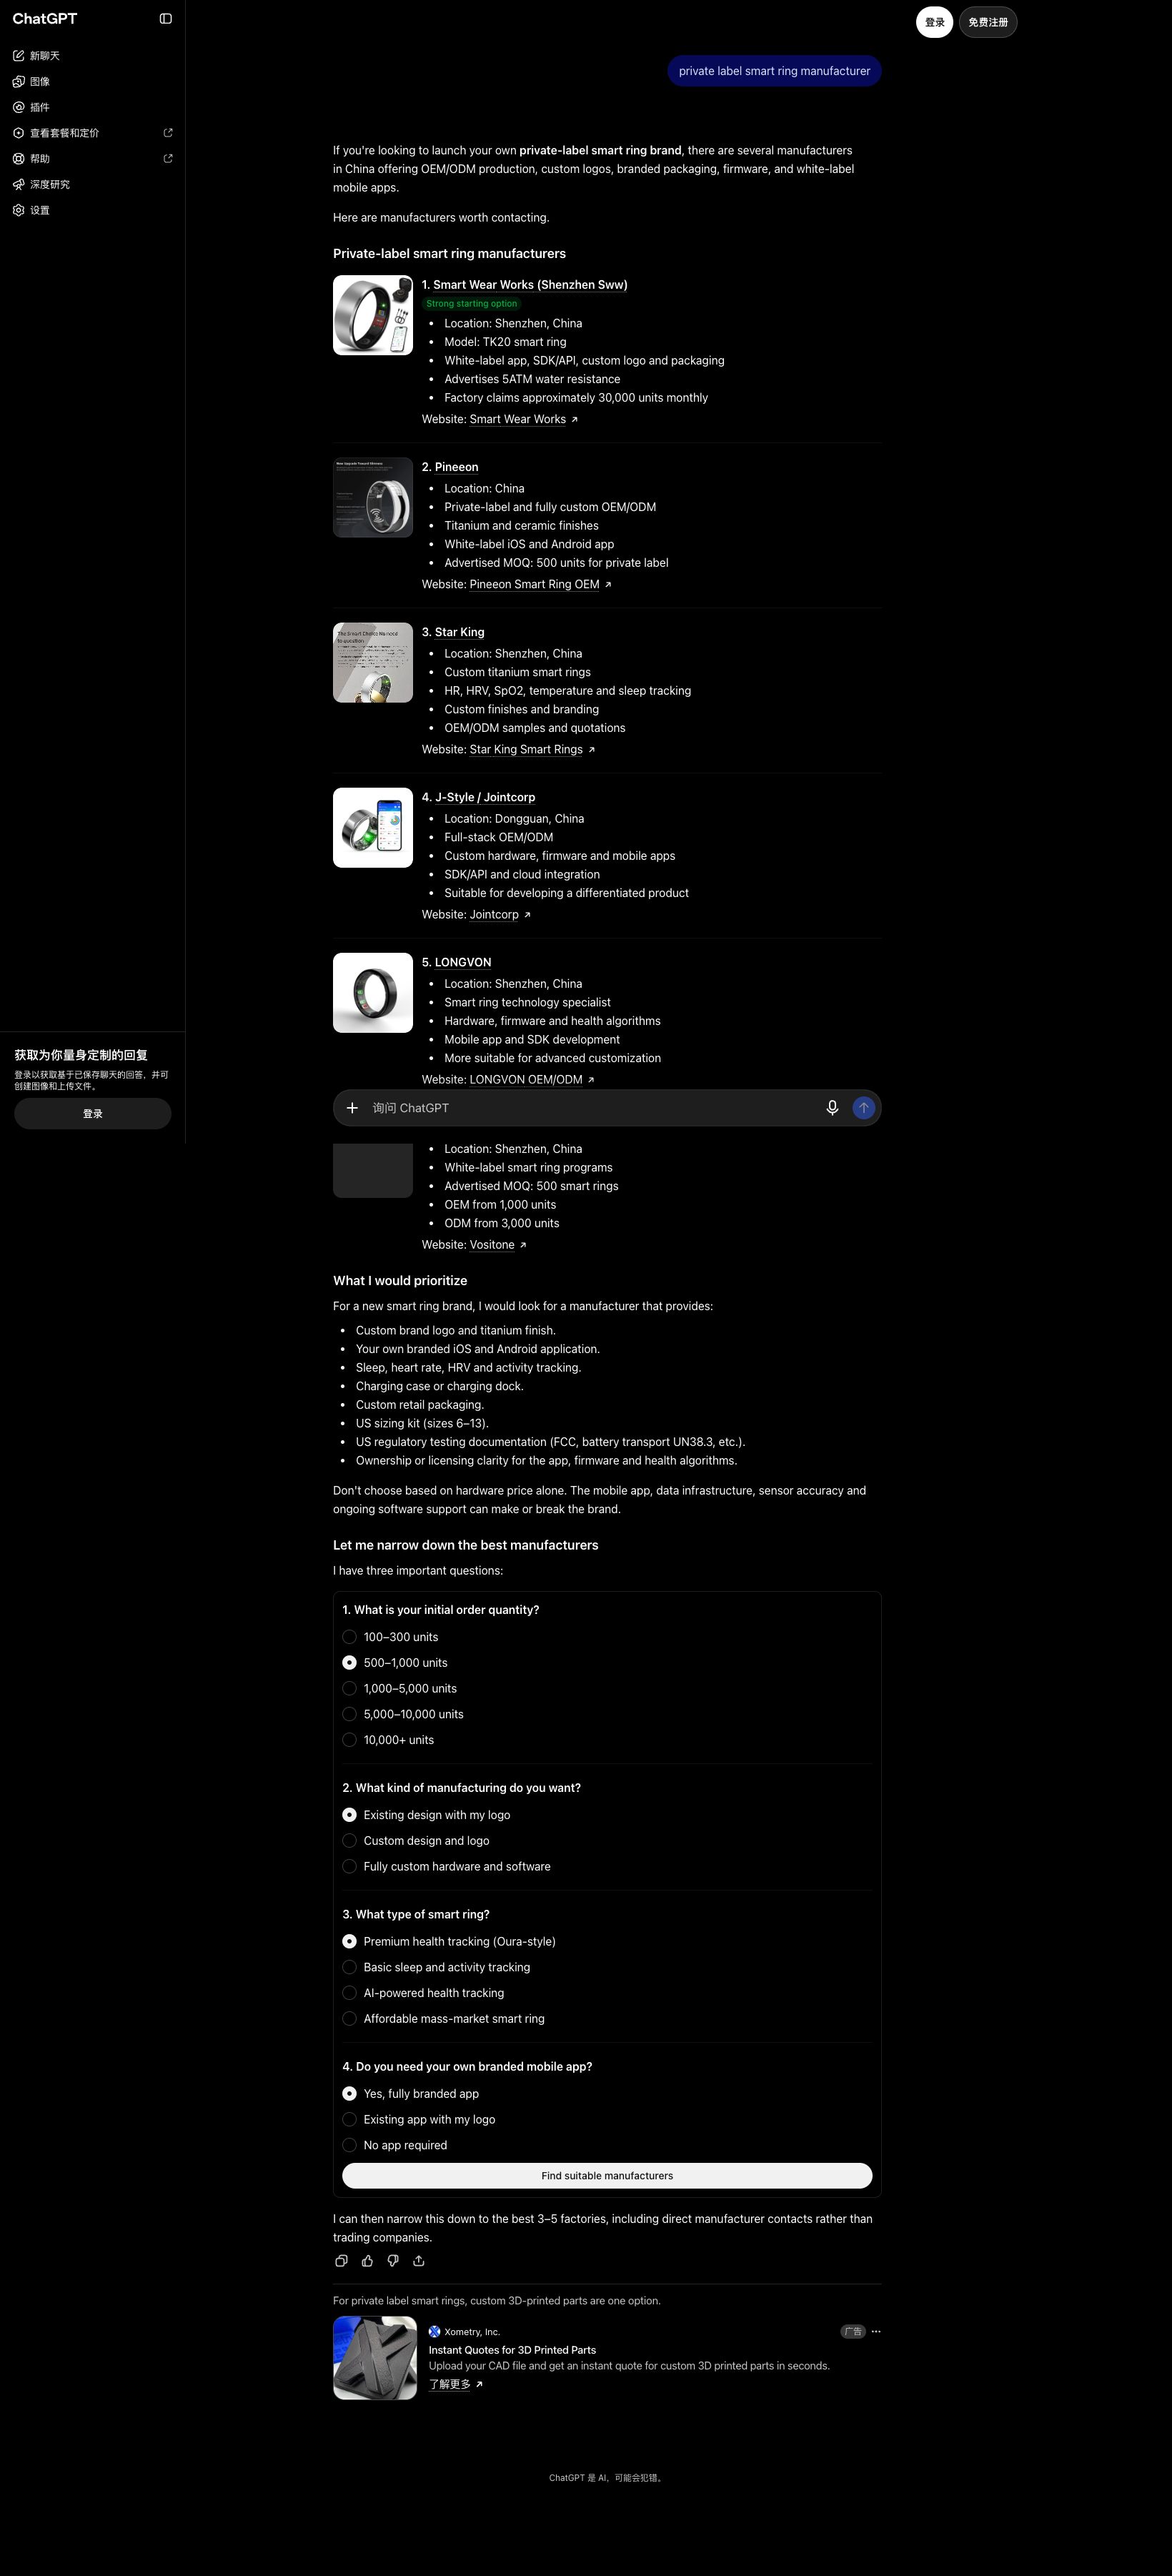 ChatGPT
新聊天
图像
插件
查看套餐和定价
帮助
深度研究
设置
获取为你量身定制的回复
登录以获取基于已保存聊天的回答，并可
创建图像和上传文件。
登录
登录
免费注册
private label smart ring manufacturer
If you're looking to launch your own private-label smart ring brand, there are several manufacturers
in China offering OEM/ODM production, custom logos, branded packaging, firmware, and white-label
mobile apps.
Here are manufacturers worth contacting.
Private-label smart ring manufacturers
1. Smart Wear Works (Shenzhen Sww)
Strong starting option
• Location: Shenzhen, China
• Model: TK20 smart ring
• White-label app, SDK/API, custom logo and packaging
• Advertises 5ATM water resistance
• Factory claims approximately 30,000 units monthly
Website: Smart Wear Works ↗
2. Pineeon
• Location: China
• Private-label and fully custom OEM/ODM
• Titanium and ceramic finishes
• White-label iOS and Android app
• Advertised MOQ: 500 units for private label
Website: Pineeon Smart Ring OEM ↗
3. Star King
• Location: Shenzhen, China
• Custom titanium smart rings
• HR, HRV, SpO2, temperature and sleep tracking
• Custom finishes and branding
• OEM/ODM samples and quotations
Website: Star King Smart Rings ↗
4. J-Style / Jointcorp
• Location: Dongguan, China
• Full-stack OEM/ODM
• Custom hardware, firmware and mobile apps
• SDK/API and cloud integration
• Suitable for developing a differentiated product
Website: Jointcorp ↗
5. LONGVON
• Location: Shenzhen, China
• Smart ring technology specialist
• Hardware, firmware and health algorithms
• Mobile app and SDK development
• More suitable for advanced customization
Website: LONGVON OEM/ODM ↗
询问 ChatGPT
• Location: Shenzhen, China
• White-label smart ring programs
• Advertised MOQ: 500 smart rings
• OEM from 1,000 units
• ODM from 3,000 units
Website: Vositone ↗
What I would prioritize
For a new smart ring brand, I would look for a manufacturer that provides:
• Custom brand logo and titanium finish.
• Your own branded iOS and Android application.
• Sleep, heart rate, HRV and activity tracking.
• Charging case or charging dock.
• Custom retail packaging.
• US sizing kit (sizes 6–13).
• US regulatory testing documentation (FCC, battery transport UN38.3, etc.).
• Ownership or licensing clarity for the app, firmware and health algorithms.
Don't choose based on hardware price alone. The mobile app, data infrastructure, sensor accuracy and
ongoing software support can make or break the brand.
Let me narrow down the best manufacturers
I have three important questions:
1. What is your initial order quantity?
100–300 units
500–1,000 units
1,000–5,000 units
5,000–10,000 units
10,000+ units
2. What kind of manufacturing do you want?
Existing design with my logo
Custom design and logo
Fully custom hardware and software
3. What type of smart ring?
Premium health tracking (Oura-style)
Basic sleep and activity tracking
AI-powered health tracking
Affordable mass-market smart ring
4. Do you need your own branded mobile app?
Yes, fully branded app
Existing app with my logo
No app required
Find suitable manufacturers
I can then narrow this down to the best 3–5 factories, including direct manufacturer contacts rather than
trading companies.
For private label smart rings, custom 3D-printed parts are one option.
Xometry, Inc.
广告
Instant Quotes for 3D Printed Parts
Upload your CAD file and get an instant quote for custom 3D printed parts in seconds.
了解更多 ↗
ChatGPT 是 AI，可能会犯错。